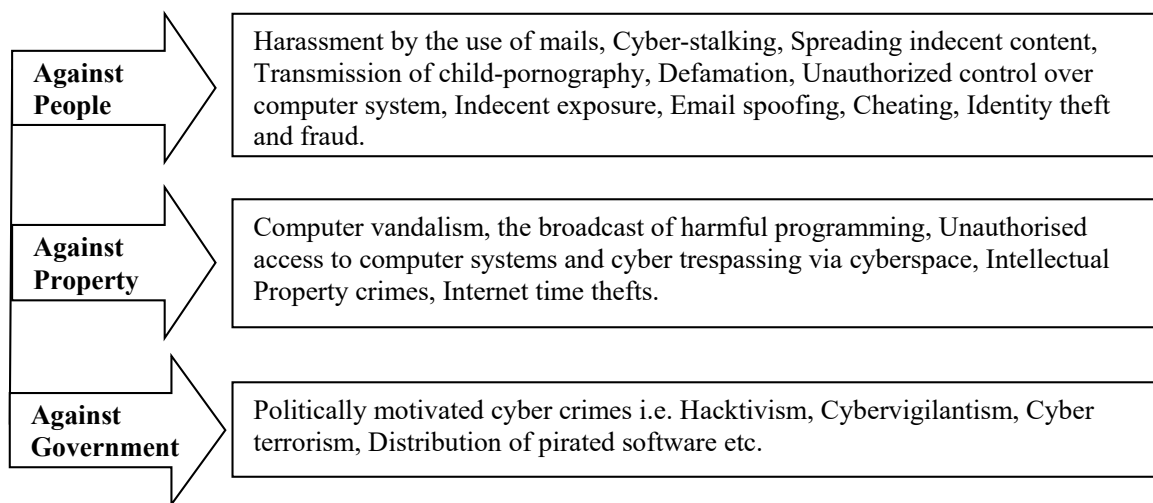 Against
People
Harassment by the use of mails, Cyber-stalking, Spreading indecent content,
Transmission of child-pornography, Defamation, Unauthorized control over
computer system, Indecent exposure, Email spoofing, Cheating, Identity theft
and fraud.
Against
Property
Computer vandalism, the broadcast of harmful programming, Unauthorised
access to computer systems and cyber trespassing via cyberspace, Intellectual
Property crimes, Internet time thefts.
Against
Government
Politically motivated cyber crimes i.e. Hacktivism, Cybervigilantism, Cyber
terrorism, Distribution of pirated software etc.